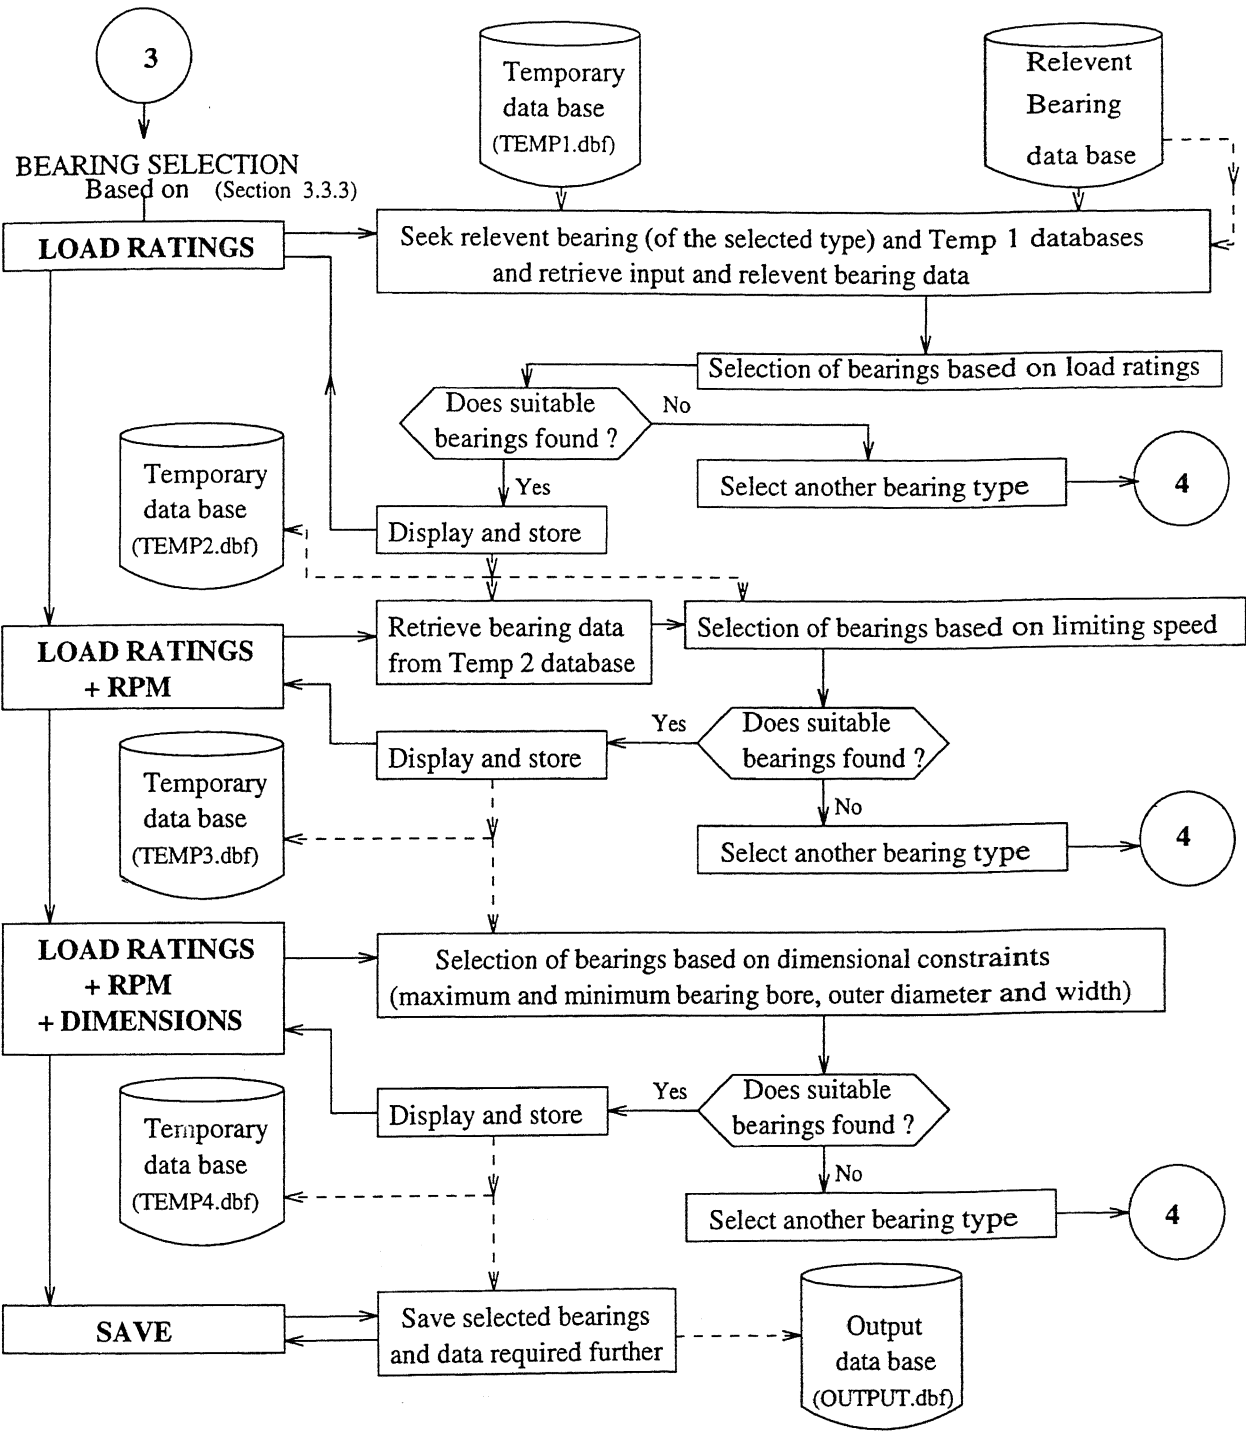 3
Temporary
data base
(TEMP1.dbf)
Relevent
Bearing
data base
BEARING SELECTION
Based on (Section 3.3.3)
LOAD RATINGS
Seek relevent bearing (of the selected type) and Temp 1 databases
and retrieve input and relevent bearing data
Selection of bearings based on load ratings
Does suitable
bearings found ?
No
Select another bearing type
4
Yes
Display and store
Temporary
data base
(TEMP2.dbf)
LOAD RATINGS
+ RPM
Retrieve bearing data
from Temp 2 database
Selection of bearings based on limiting speed
Does suitable
bearings found ?
Yes
Display and store
No
Select another bearing type
4
Temporary
data base
(TEMP3.dbf)
LOAD RATINGS
+ RPM
+ DIMENSIONS
Selection of bearings based on dimensional constraints
(maximum and minimum bearing bore, outer diameter and width)
Does suitable
bearings found ?
Yes
Display and store
No
Select another bearing type
4
Temporary
data base
(TEMP4.dbf)
SAVE
Save selected bearings
and data required further
Output
data base
(OUTPUT.dbf)